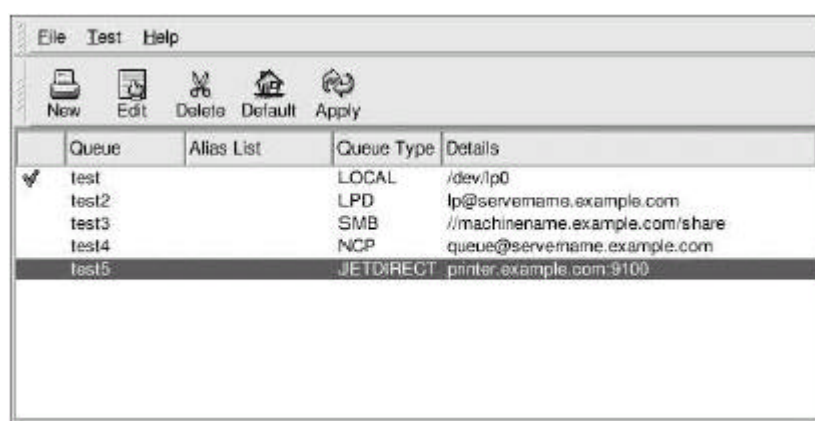 File Test Help
New Edit Delete Default Apply
Queue Alias List Queue Type Details
test LOCAL /dev/lp0
test2 LPD lp@servername.example.com
test3 SMB //machinename.example.com/share
test4 NCP queue@servername.example.com
test5 JETDIRECT printer.example.com:9100